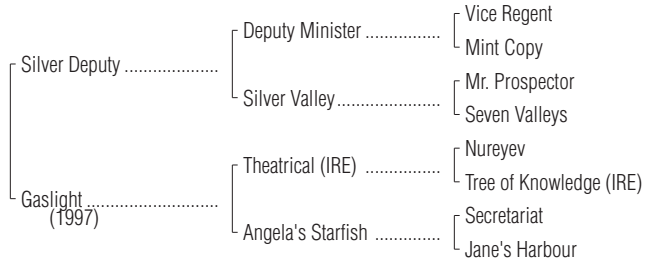 Vice Regent
Deputy Minister ................
Mint Copy
Silver Deputy ....................
Mr. Prospector
Silver Valley......................
Seven Valleys
Nureyev
Theatrical (IRE) ................
Tree of Knowledge (IRE)
Gaslight ............................
(1997)
Secretariat
Angela's Starfish ..............
Jane's Harbour